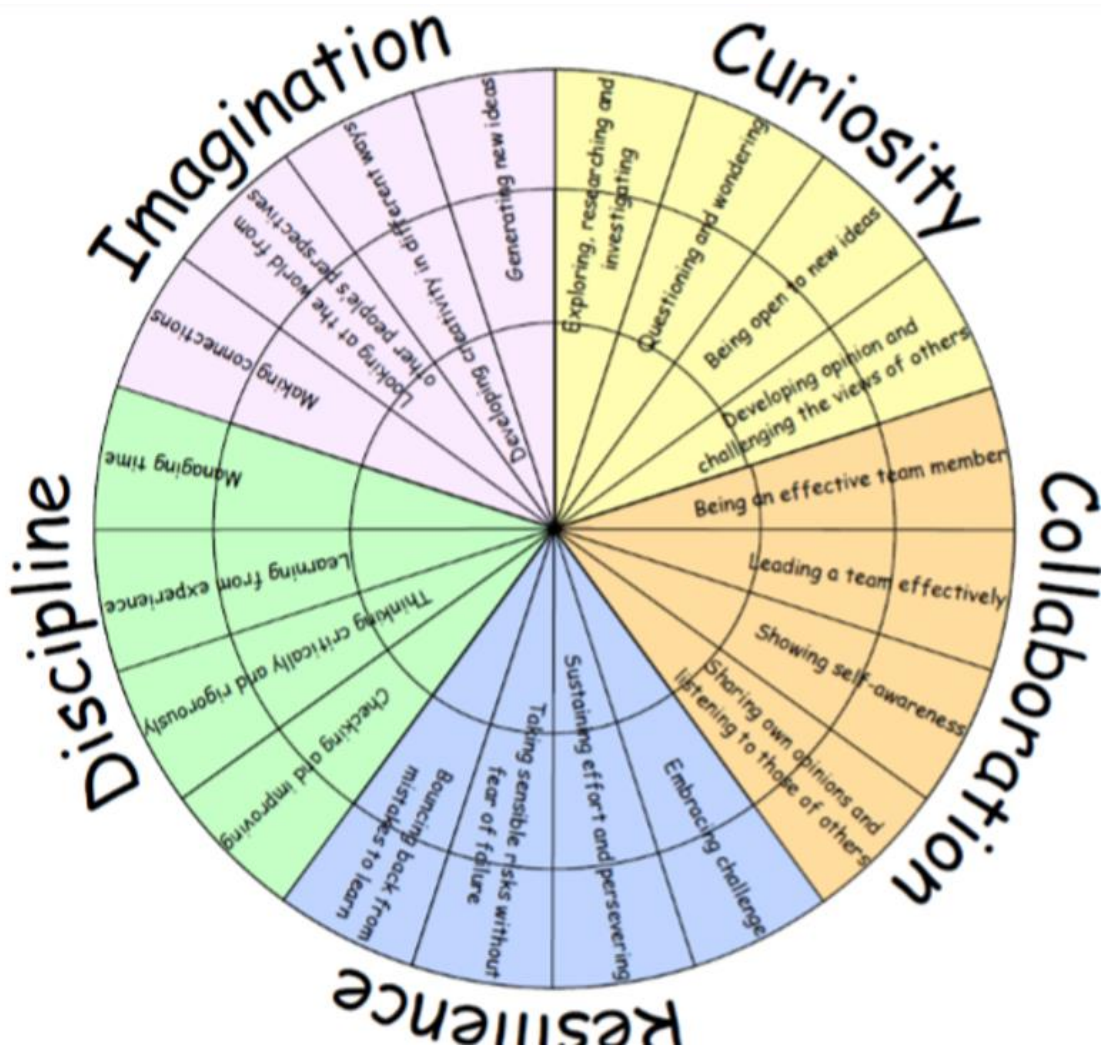 Curiosity
Exploring, researching and
investigating
Questioning and wondering
Being open to new ideas
Developing opinion and
challenging the views of others
Collaboration
Being an effective team member
Leading a team effectively
Showing self-awareness
Sharing own opinions and
listening to those of others
Resilience
Embracing challenge
Sustaining effort and persevering
Taking sensible risks without
fear of failure
Bouncing back from
mistakes to learn
Discipline
Checking and improving
Thinking critically and rigorously
Learning from experience
Managing time
Imagination
Making connections
Looking at the world from
other people's perspectives
Developing creativity in different ways
Generating new ideas